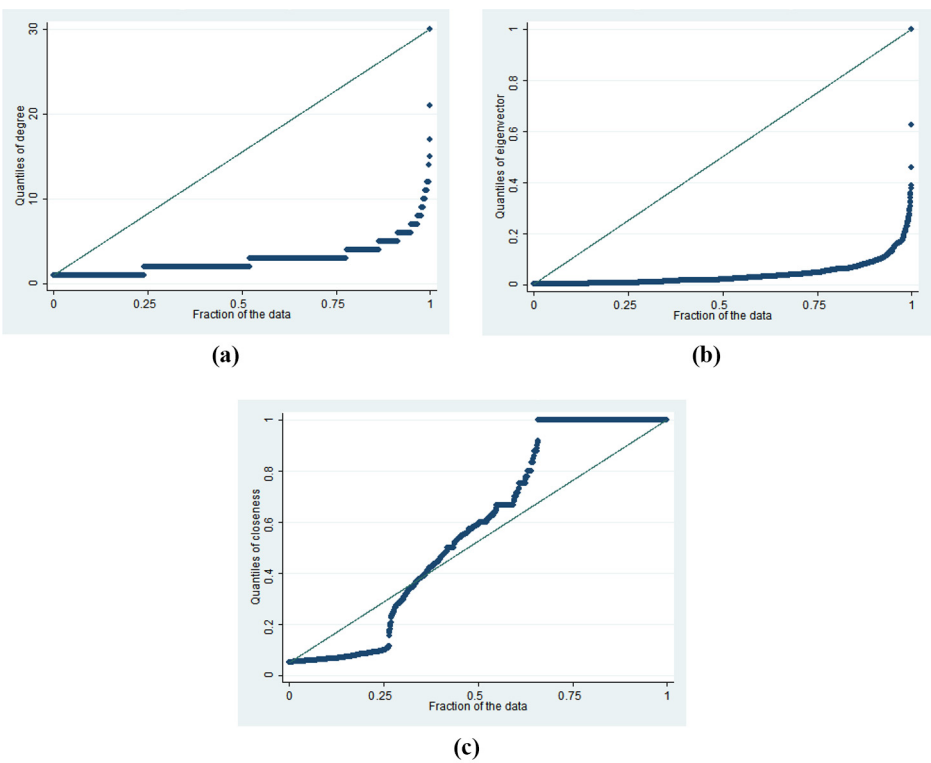 Quantiles of degree
30
20
10
0
0 0.25 0.5 0.75 1
Fraction of the data
(a)
Quantiles of eigenvector
1
0.8
0.6
0.4
0.2
0
0 0.25 0.5 0.75 1
Fraction of the data
(b)
Quantiles of closeness
1
0.8
0.6
0.4
0.2
0
0 0.25 0.5 0.75 1
Fraction of the data
(c)